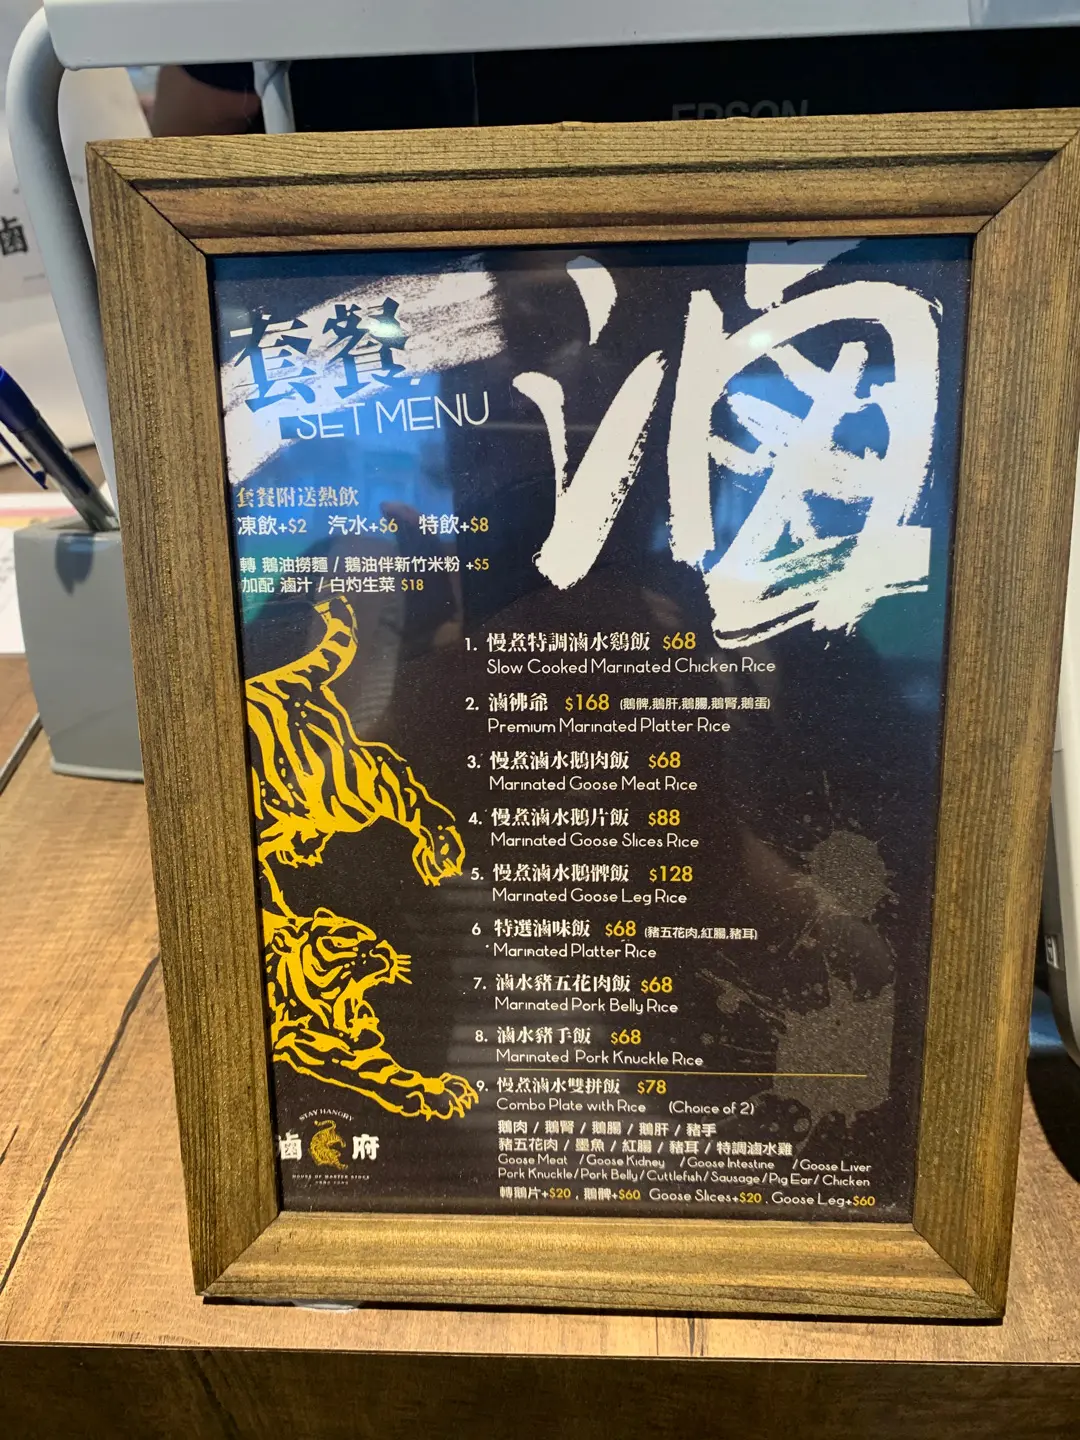 EPSON
鹵
套餐
SET MENU
滷
套餐附送熱飲
凍飲+$2 汽水+$6 特飲+$8
轉 鵝油撈麵 / 鵝油伴新竹米粉 +$5
加配 滷汁 / 白灼生菜 $18
1. 慢煮特調滷水鷄飯 $68
Slow Cooked Marinated Chicken Rice
2. 滷彿爺 $168 (鵝髀,鵝肝,鵝腸,鵝腎,鵝蛋)
Premium Marinated Platter Rice
3. 慢煮滷水鵝肉飯 $68
Marinated Goose Meat Rice
4. 慢煮滷水鵝片飯 $88
Marinated Goose Slices Rice
5. 慢煮滷水鵝髀飯 $128
Marinated Goose Leg Rice
6. 特選滷味飯 $68 (豬五花肉,紅腸,豬耳)
Marinated Platter Rice
7. 滷水豬五花肉飯 $68
Marinated Pork Belly Rice
8. 滷水豬手飯 $68
Marinated Pork Knuckle Rice
9. 慢煮滷水雙拼飯 $78
Combo Plate with Rice (Choice of 2)
鵝肉 / 鵝腎 / 鵝腸 / 鵝肝 / 豬手
豬五花肉 / 墨魚 / 紅腸 / 豬耳 / 特調滷水雞
Goose Meat / Goose Kidney / Goose Intestine / Goose Liver
Pork Knuckle / Pork Belly / Cuttlefish / Sausage / Pig Ear / Chicken
轉鵝片+$20 , 鵝髀+$60 Goose Slices+$20 , Goose Leg+$60
STAY HANGRY
鹵府